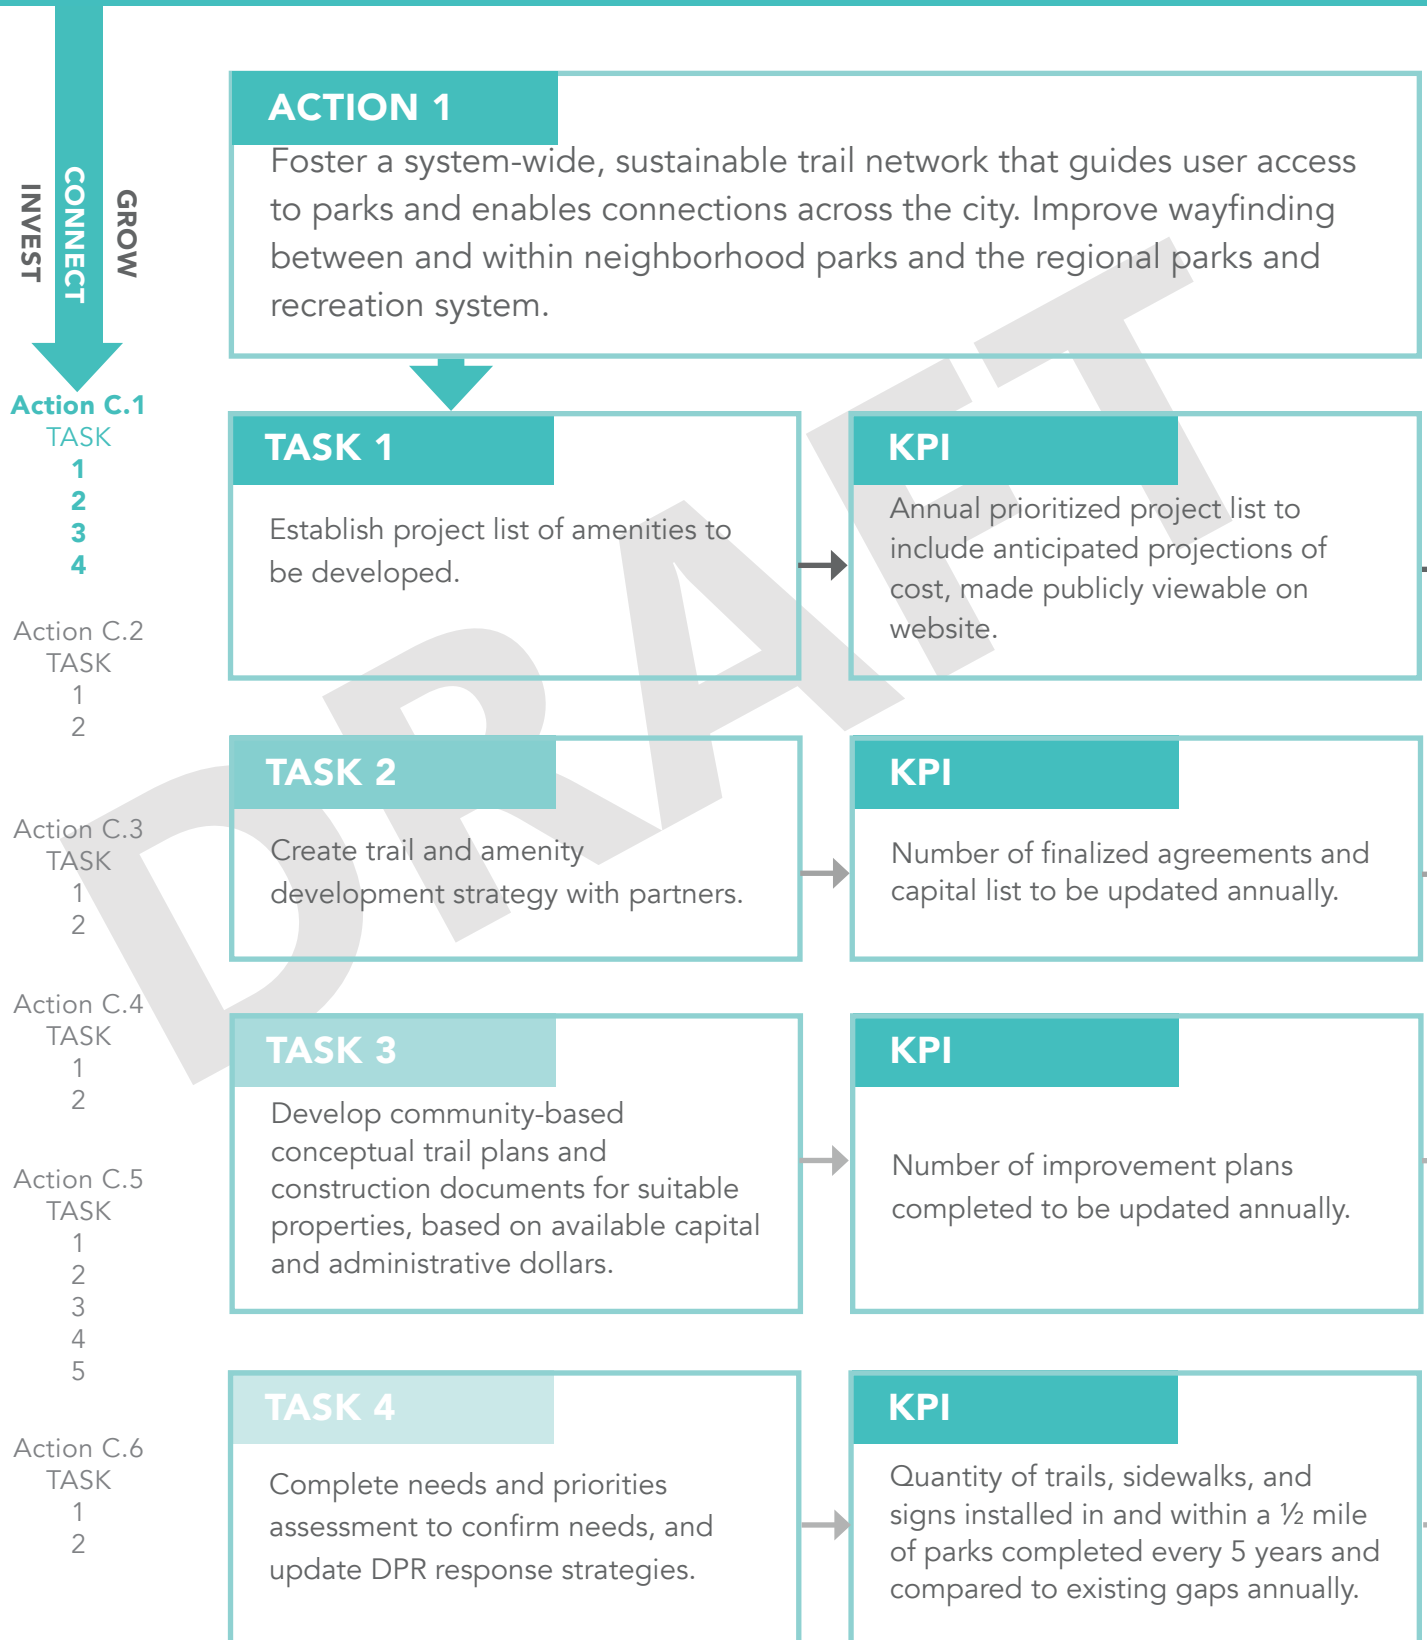 INVEST
CONNECT
GROW
Action C.1
TASK
1
2
3
4
Action C.2
TASK
1
2
Action C.3
TASK
1
2
Action C.4
TASK
1
2
Action C.5
TASK
1
2
3
4
5
Action C.6
TASK
1
2
ACTION 1
Foster a system-wide, sustainable trail network that guides user access
to parks and enables connections across the city. Improve wayfinding
between and within neighborhood parks and the regional parks and
recreation system.
TASK 1
Establish project list of amenities to
be developed.
KPI
Annual prioritized project list to
include anticipated projections of
cost, made publicly viewable on
website.
TASK 2
Create trail and amenity
development strategy with partners.
KPI
Number of finalized agreements and
capital list to be updated annually.
TASK 3
Develop community-based
conceptual trail plans and
construction documents for suitable
properties, based on available capital
and administrative dollars.
KPI
Number of improvement plans
completed to be updated annually.
TASK 4
Complete needs and priorities
assessment to confirm needs, and
update DPR response strategies.
KPI
Quantity of trails, sidewalks, and
signs installed in and within a ½ mile
of parks completed every 5 years and
compared to existing gaps annually.
DRAFT